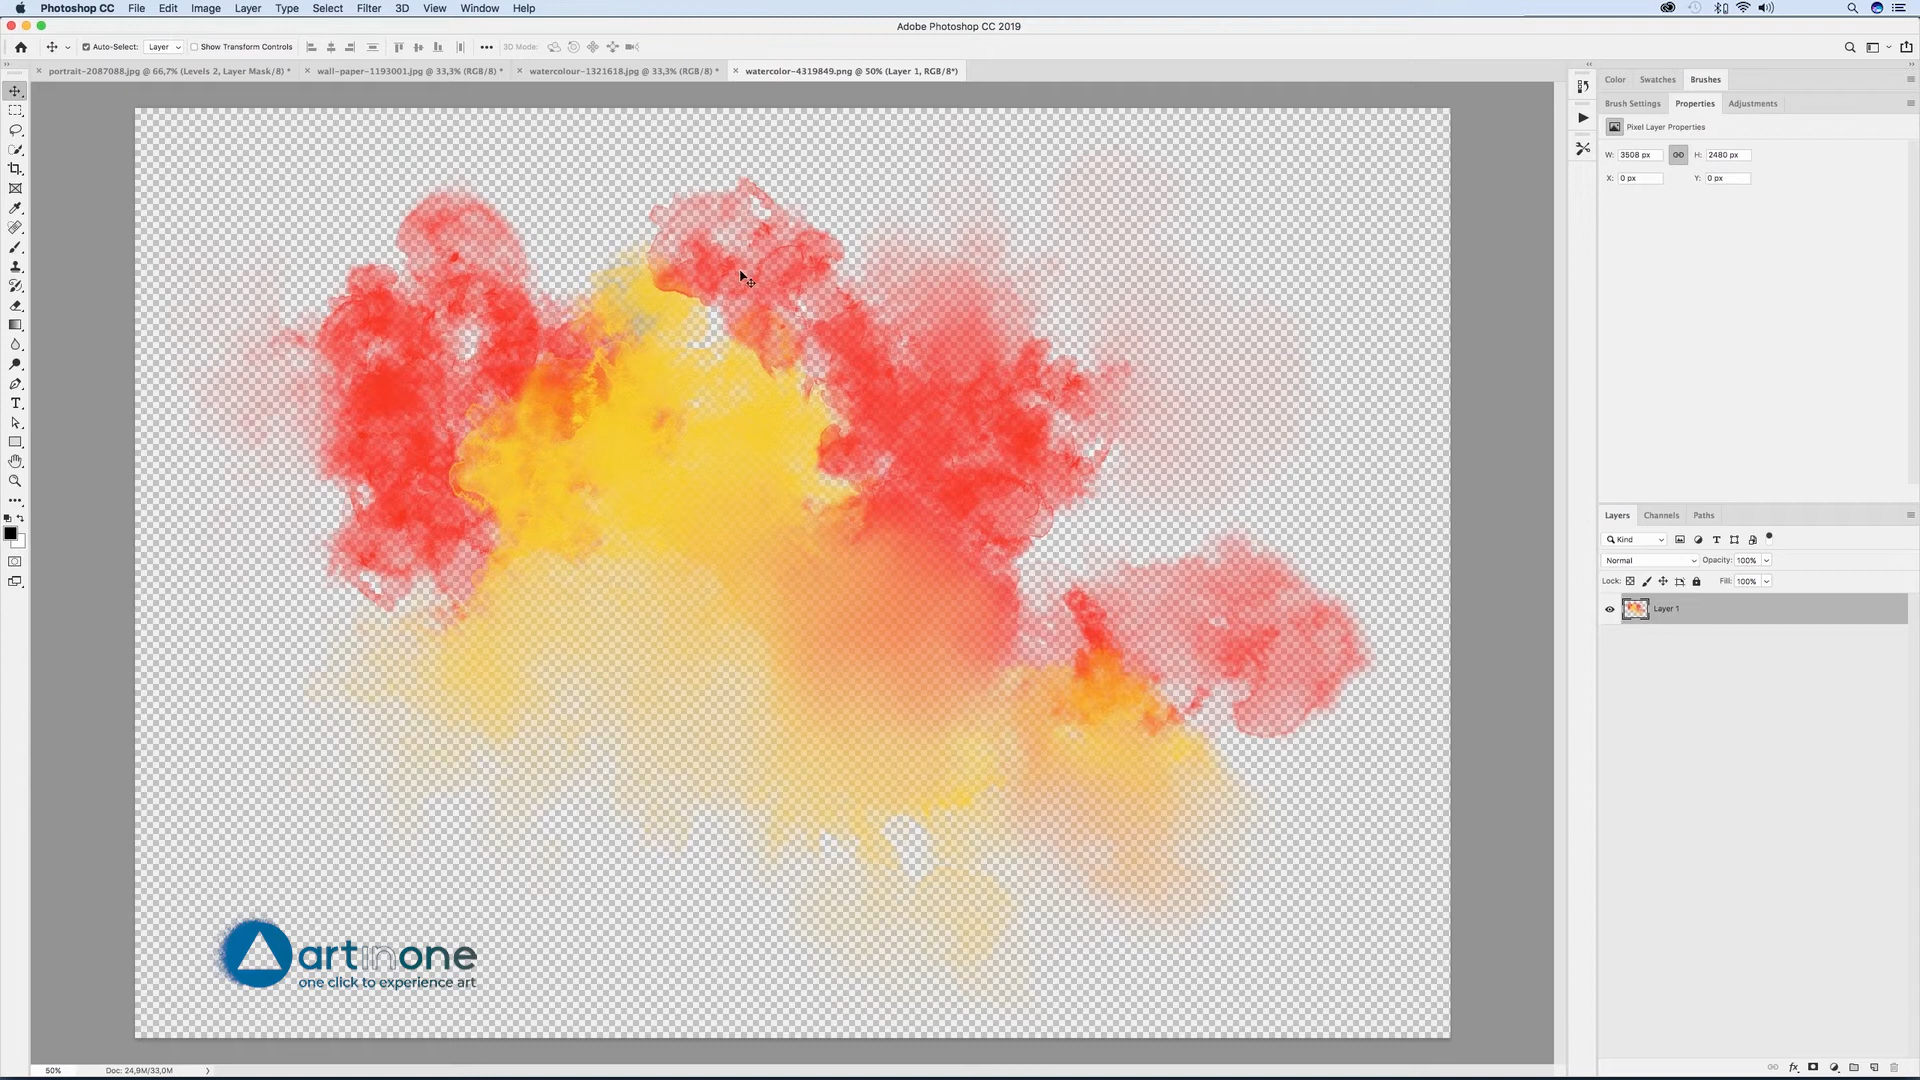 Photoshop CC File Edit Image Layer Type Select Filter 3D View Window Help
Adobe Photoshop CC 2019
Auto-Select: Layer Show Transform Controls 3D Mode:
portrait-2087088.jpg @ 66,7% (Levels 2, Layer Mask/8) * wall-paper-1193001.jpg @ 33,3% (RGB/8) * watercolour-1321618.jpg @ 33,3% (RGB/8) * watercolor-4319849.png @ 50% (Layer 1, RGB/8*)
Color Swatches Brushes
Brush Settings Properties Adjustments
Pixel Layer Properties
W: 3508 px H: 2480 px
X: 0 px Y: 0 px
Layers Channels Paths
Kind
Normal Opacity: 100%
Lock: Fill: 100%
Layer 1
artinone
one click to experience art
50% Doc: 24,9M/33,0M